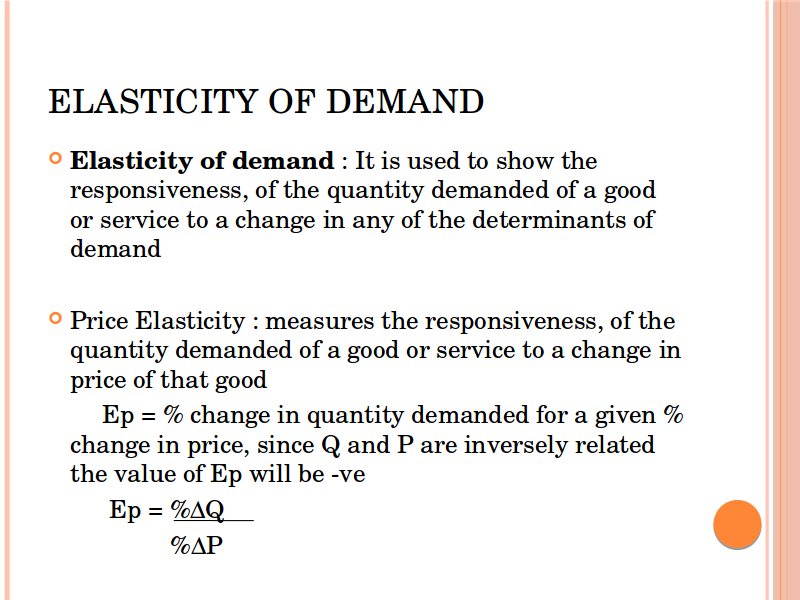 ELASTICITY OF DEMAND
Elasticity of demand : It is used to show the
responsiveness, of the quantity demanded of a good
or service to a change in any of the determinants of
demand
Price Elasticity : measures the responsiveness, of the
quantity demanded of a good or service to a change in
price of that good
Ep = % change in quantity demanded for a given %
change in price, since Q and P are inversely related
the value of Ep will be -ve
Ep = %∆Q
%∆P